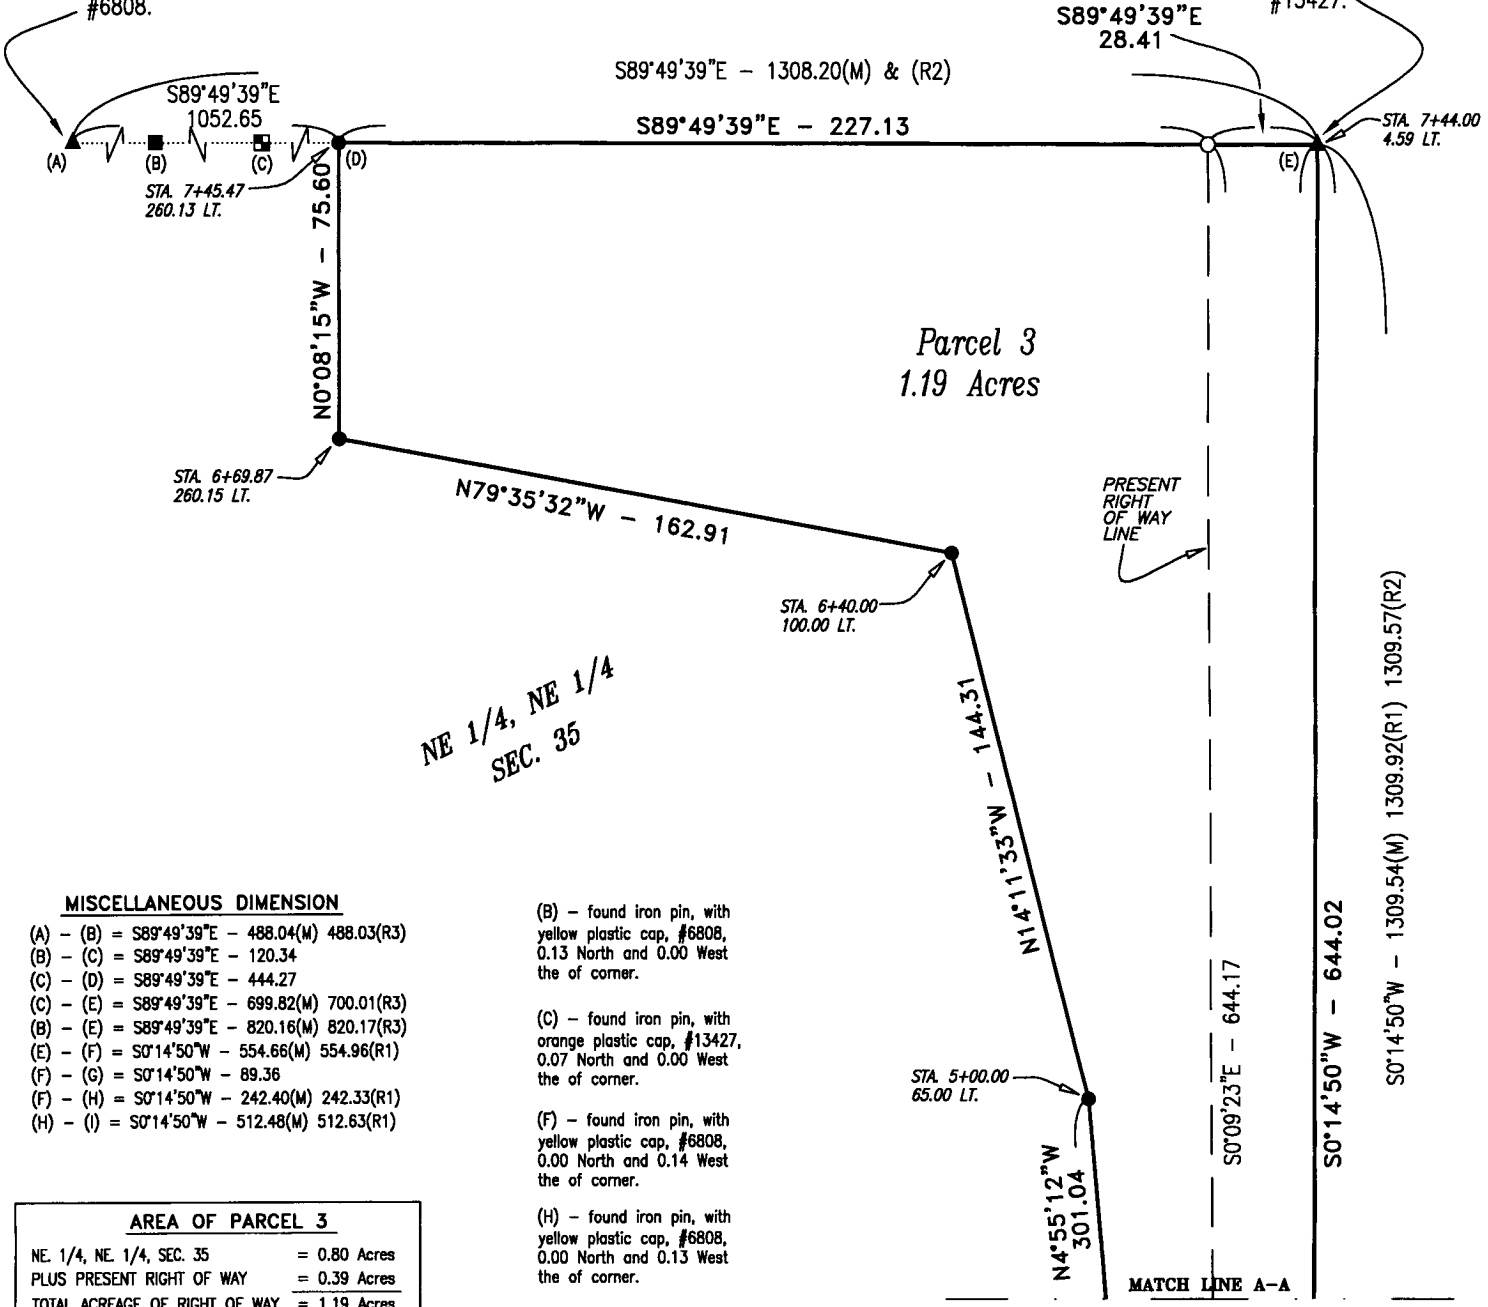 #6808.
S89°49'39"E
28.41
#13427.
S89°49'39"E - 1308.20(M) & (R2)
S89°49'39"E
1052.65
S89°49'39"E - 227.13
STA. 7+44.00
4.59 LT.
(A)
(B)
(C)
(D)
(E)
STA. 7+45.47
260.13 LT.
N0°08'15"W - 75.60
Parcel 3
1.19 Acres
STA. 6+69.87
260.15 LT.
N79°35'32"W - 162.91
PRESENT
RIGHT
OF WAY
LINE
STA. 6+40.00
100.00 LT.
NE 1/4, NE 1/4
SEC. 35
N14°11'33"W - 144.31
S0°14'50"W - 1309.54(M) 1309.92(R1) 1309.57(R2)
S0°14'50"W - 644.02
S0°09'23"E - 644.17
STA. 5+00.00
65.00 LT.
N4°55'12"W
301.04
MATCH LINE A-A
MISCELLANEOUS DIMENSION
(A) - (B) = S89°49'39"E - 488.04(M) 488.03(R3)
(B) - (C) = S89°49'39"E - 120.34
(C) - (D) = S89°49'39"E - 444.27
(C) - (E) = S89°49'39"E - 699.82(M) 700.01(R3)
(B) - (E) = S89°49'39"E - 820.16(M) 820.17(R3)
(E) - (F) = S0°14'50"W - 554.66(M) 554.96(R1)
(F) - (G) = S0°14'50"W - 89.36
(F) - (H) = S0°14'50"W - 242.40(M) 242.33(R1)
(H) - (I) = S0°14'50"W - 512.48(M) 512.63(R1)
(B) - found iron pin, with
yellow plastic cap, #6808,
0.13 North and 0.00 West
the of corner.
(C) - found iron pin, with
orange plastic cap, #13427,
0.07 North and 0.00 West
the of corner.
(F) - found iron pin, with
yellow plastic cap, #6808,
0.00 North and 0.14 West
the of corner.
(H) - found iron pin, with
yellow plastic cap, #6808,
0.00 North and 0.13 West
the of corner.
AREA OF PARCEL 3
NE. 1/4, NE. 1/4, SEC. 35 = 0.80 Acres
PLUS PRESENT RIGHT OF WAY = 0.39 Acres
TOTAL ACREAGE OF RIGHT OF WAY = 1.19 Acres